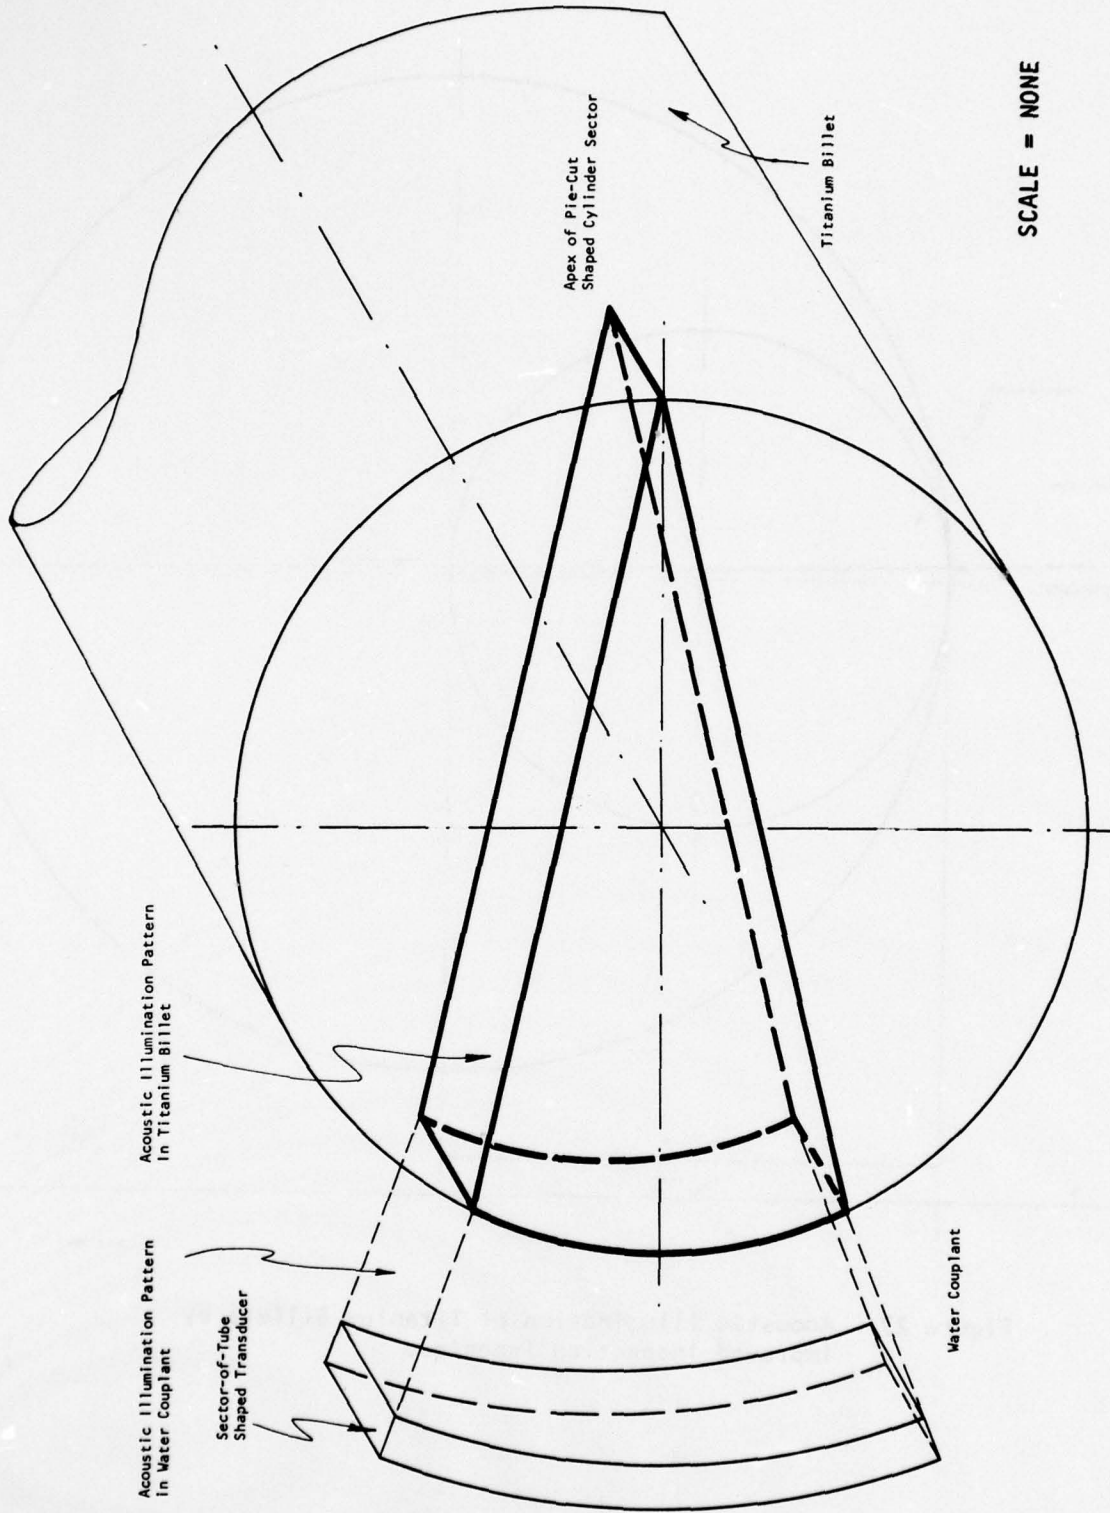 Acoustic Illumination Pattern
in Water Couplant
Sector-of-Tube
Shaped Transducer
Acoustic Illumination Pattern
In Titanium Billet
Apex of Pie-Cut
Shaped Cylinder Sector
Titanium Billet
Water Couplant
SCALE = NONE